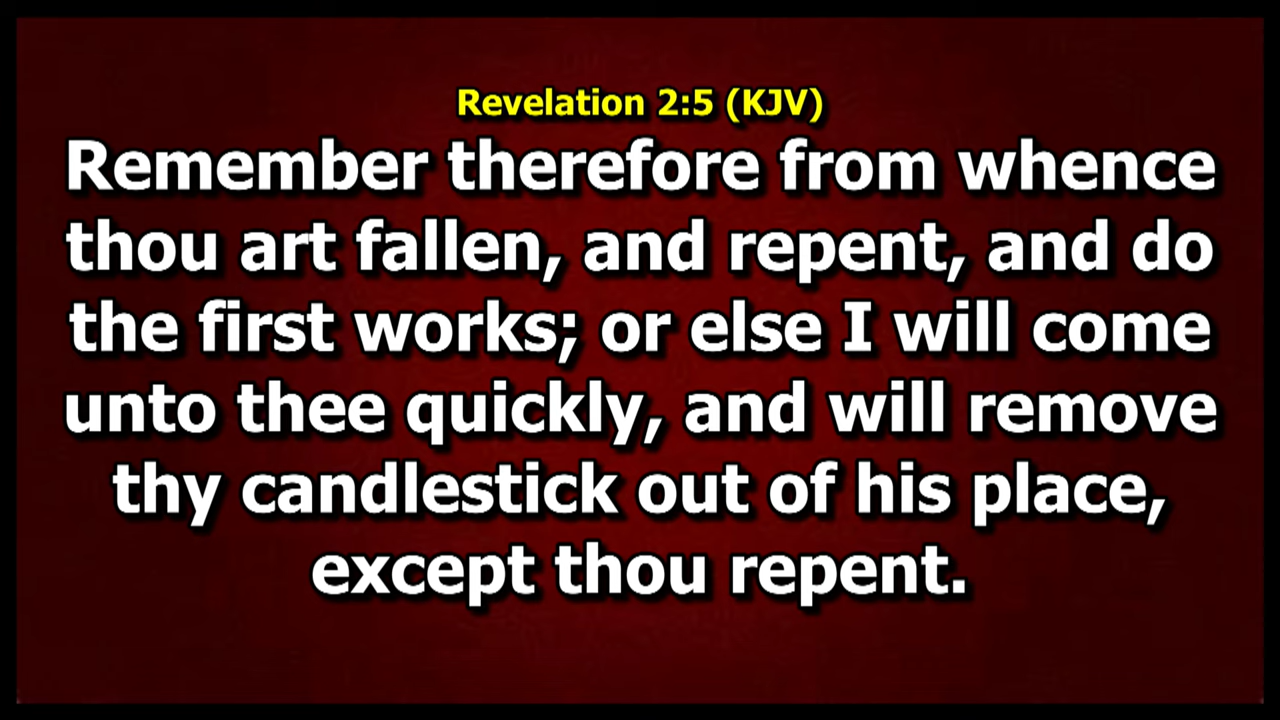 Revelation 2:5 (KJV)
Remember therefore from whence
thou art fallen, and repent, and do
the first works; or else I will come
unto thee quickly, and will remove
thy candlestick out of his place,
except thou repent.